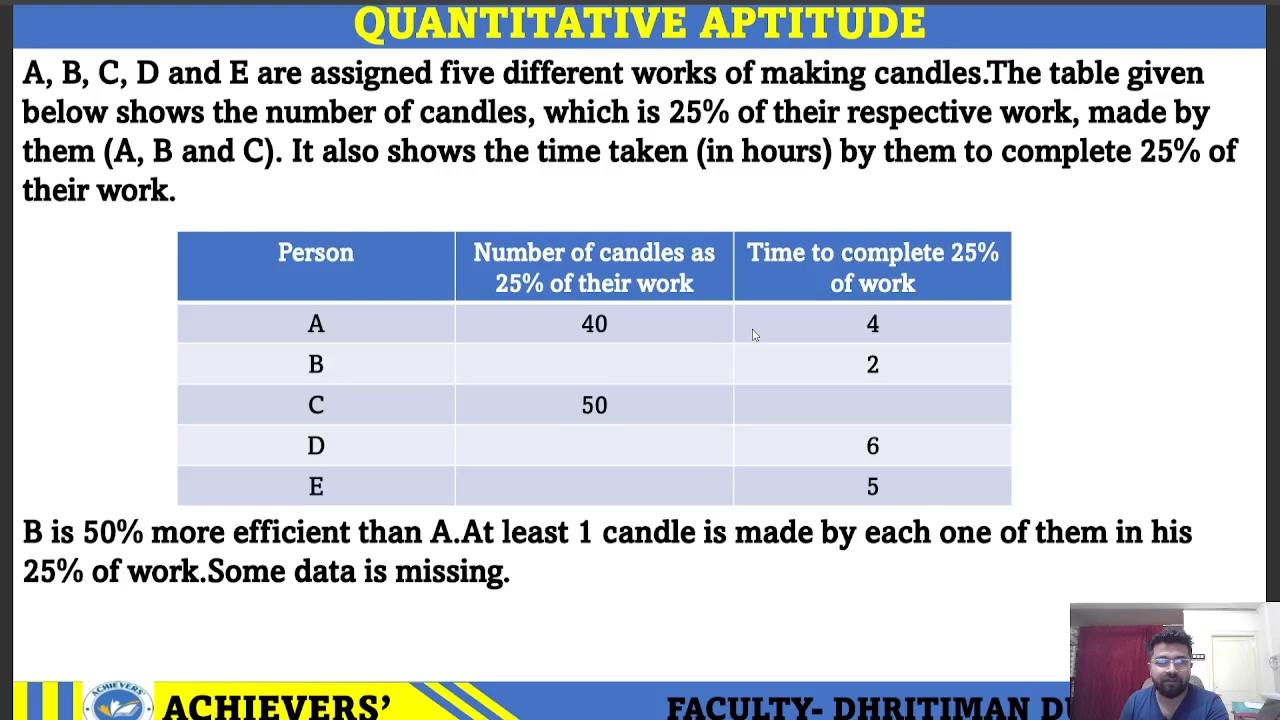 QUANTITATIVE APTITUDE
A, B, C, D and E are assigned five different works of making candles.The table given
below shows the number of candles, which is 25% of their respective work, made by
them (A, B and C). It also shows the time taken (in hours) by them to complete 25% of
their work.
Person Number of candles as Time to complete 25%
25% of their work of work
A 40 4
B 2
C 50
D 6
E 5
B is 50% more efficient than A.At least 1 candle is made by each one of them in his
25% of work.Some data is missing.
ACHIEVERS'
ACHIEVERS' FACULTY- DHRITIMAN